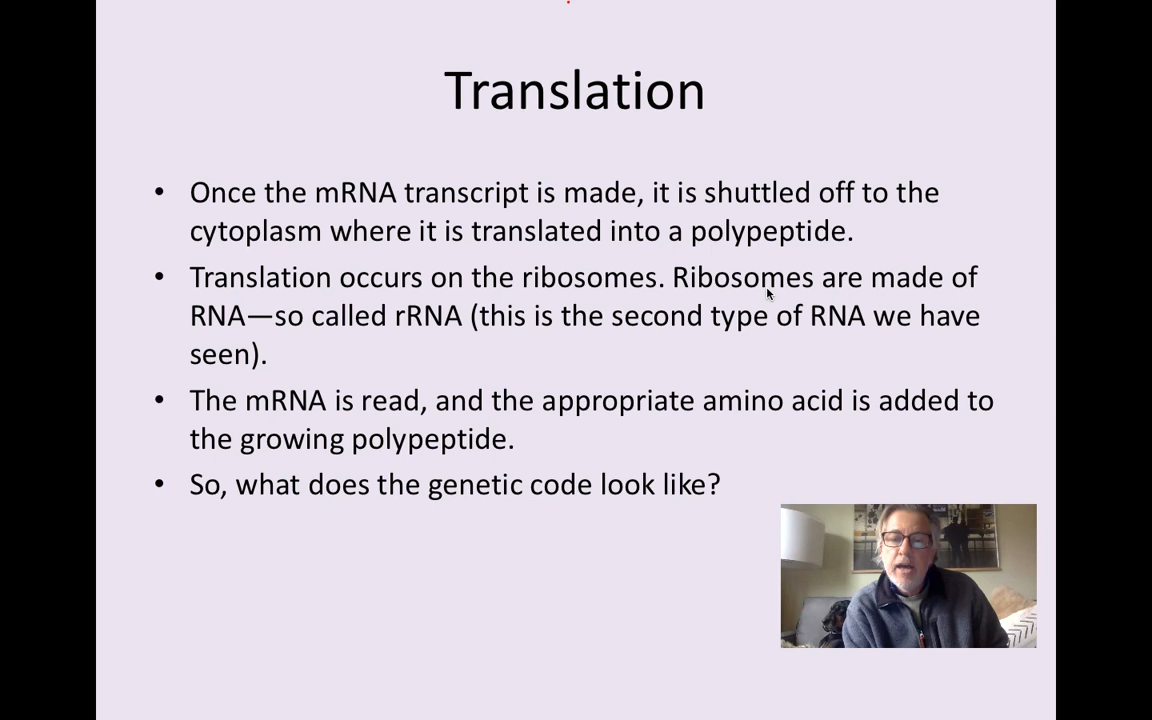 Translation
• Once the mRNA transcript is made, it is shuttled off to the
cytoplasm where it is translated into a polypeptide.
• Translation occurs on the ribosomes. Ribosomes are made of
RNA—so called rRNA (this is the second type of RNA we have
seen).
• The mRNA is read, and the appropriate amino acid is added to
the growing polypeptide.
• So, what does the genetic code look like?